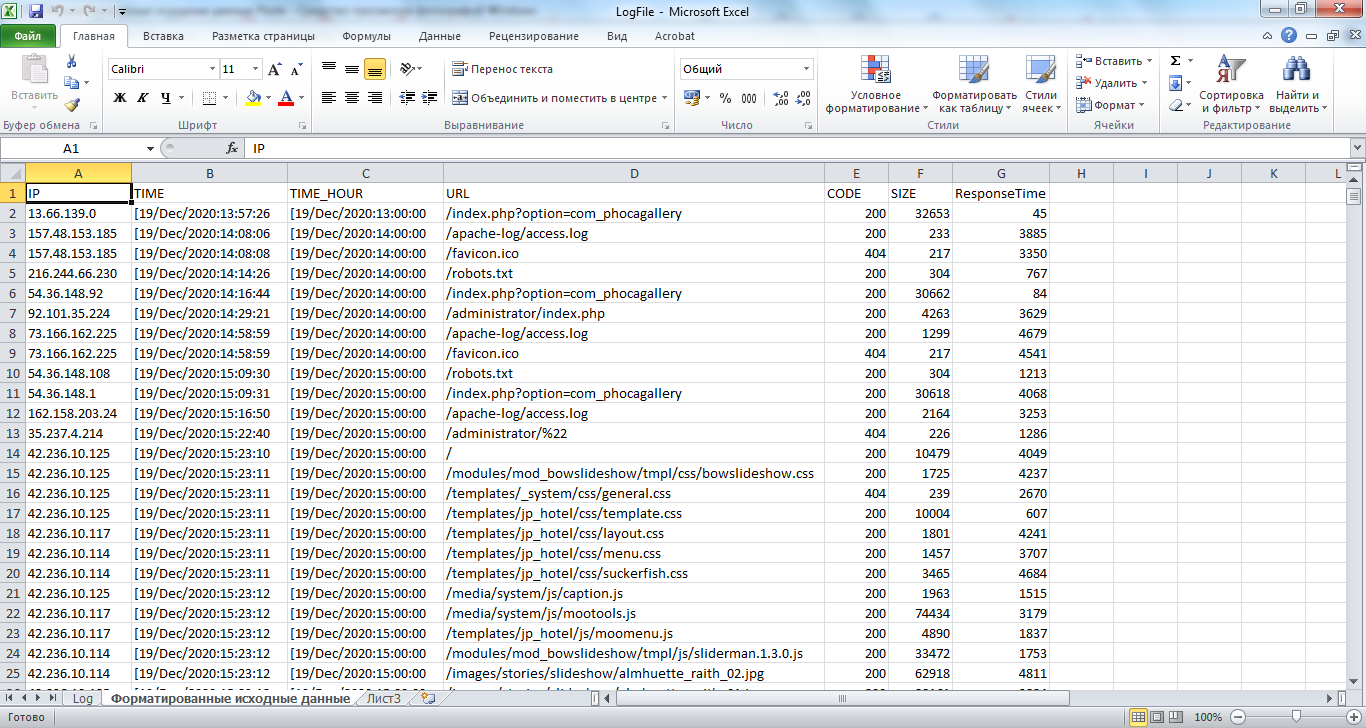 LogFile - Microsoft Excel
Файл Главная Вставка Разметка страницы Формулы Данные Рецензирование Вид Acrobat
Вставить
Calibri 11
Ж К Ч
Перенос текста
Объединить и поместить в центре
Общий
% 000
Условное форматирование
Форматировать как таблицу
Стили ячеек
Вставить
Удалить
Формат
Σ
Сортировка и фильтр
Найти и выделить
Буфер обмена Шрифт Выравнивание Число Стили Ячейки Редактирование
A1 fx IP
A B C D E F G H I J K L
1 IP TIME TIME_HOUR URL CODE SIZE ResponseTime
2 13.66.139.0 [19/Dec/2020:13:57:26 [19/Dec/2020:13:00:00 /index.php?option=com_phocagallery 200 32653 45
3 157.48.153.185 [19/Dec/2020:14:08:06 [19/Dec/2020:14:00:00 /apache-log/access.log 200 233 3885
4 157.48.153.185 [19/Dec/2020:14:08:08 [19/Dec/2020:14:00:00 /favicon.ico 404 217 3350
5 216.244.66.230 [19/Dec/2020:14:14:26 [19/Dec/2020:14:00:00 /robots.txt 200 304 767
6 54.36.148.92 [19/Dec/2020:14:16:44 [19/Dec/2020:14:00:00 /index.php?option=com_phocagallery 200 30662 84
7 92.101.35.224 [19/Dec/2020:14:29:21 [19/Dec/2020:14:00:00 /administrator/index.php 200 4263 3629
8 73.166.162.225 [19/Dec/2020:14:58:59 [19/Dec/2020:14:00:00 /apache-log/access.log 200 1299 4679
9 73.166.162.225 [19/Dec/2020:14:58:59 [19/Dec/2020:14:00:00 /favicon.ico 404 217 4541
10 54.36.148.108 [19/Dec/2020:15:09:30 [19/Dec/2020:15:00:00 /robots.txt 200 304 1213
11 54.36.148.1 [19/Dec/2020:15:09:31 [19/Dec/2020:15:00:00 /index.php?option=com_phocagallery 200 30618 4068
12 162.158.203.24 [19/Dec/2020:15:16:50 [19/Dec/2020:15:00:00 /apache-log/access.log 200 2164 3253
13 35.237.4.214 [19/Dec/2020:15:22:40 [19/Dec/2020:15:00:00 /administrator/%22 404 226 1286
14 42.236.10.125 [19/Dec/2020:15:23:10 [19/Dec/2020:15:00:00 / 200 10479 4049
15 42.236.10.125 [19/Dec/2020:15:23:11 [19/Dec/2020:15:00:00 /modules/mod_bowslideshow/tmpl/css/bowslideshow.css 200 1725 4237
16 42.236.10.125 [19/Dec/2020:15:23:11 [19/Dec/2020:15:00:00 /templates/_system/css/general.css 404 239 2670
17 42.236.10.125 [19/Dec/2020:15:23:11 [19/Dec/2020:15:00:00 /templates/jp_hotel/css/template.css 200 10004 607
18 42.236.10.117 [19/Dec/2020:15:23:11 [19/Dec/2020:15:00:00 /templates/jp_hotel/css/layout.css 200 1801 4241
19 42.236.10.114 [19/Dec/2020:15:23:11 [19/Dec/2020:15:00:00 /templates/jp_hotel/css/menu.css 200 1457 3707
20 42.236.10.114 [19/Dec/2020:15:23:11 [19/Dec/2020:15:00:00 /templates/jp_hotel/css/suckerfish.css 200 3465 4684
21 42.236.10.125 [19/Dec/2020:15:23:12 [19/Dec/2020:15:00:00 /media/system/js/caption.js 200 1963 1515
22 42.236.10.117 [19/Dec/2020:15:23:12 [19/Dec/2020:15:00:00 /media/system/js/mootools.js 200 74434 3179
23 42.236.10.117 [19/Dec/2020:15:23:12 [19/Dec/2020:15:00:00 /templates/jp_hotel/js/moomenu.js 200 4890 1837
24 42.236.10.114 [19/Dec/2020:15:23:12 [19/Dec/2020:15:00:00 /modules/mod_bowslideshow/tmpl/js/sliderman.1.3.0.js 200 33472 1753
25 42.236.10.114 [19/Dec/2020:15:23:12 [19/Dec/2020:15:00:00 /images/stories/slideshow/almhuette_raith_02.jpg 200 62918 4811
Log Форматированные исходные данные Лист3
Готово 100%